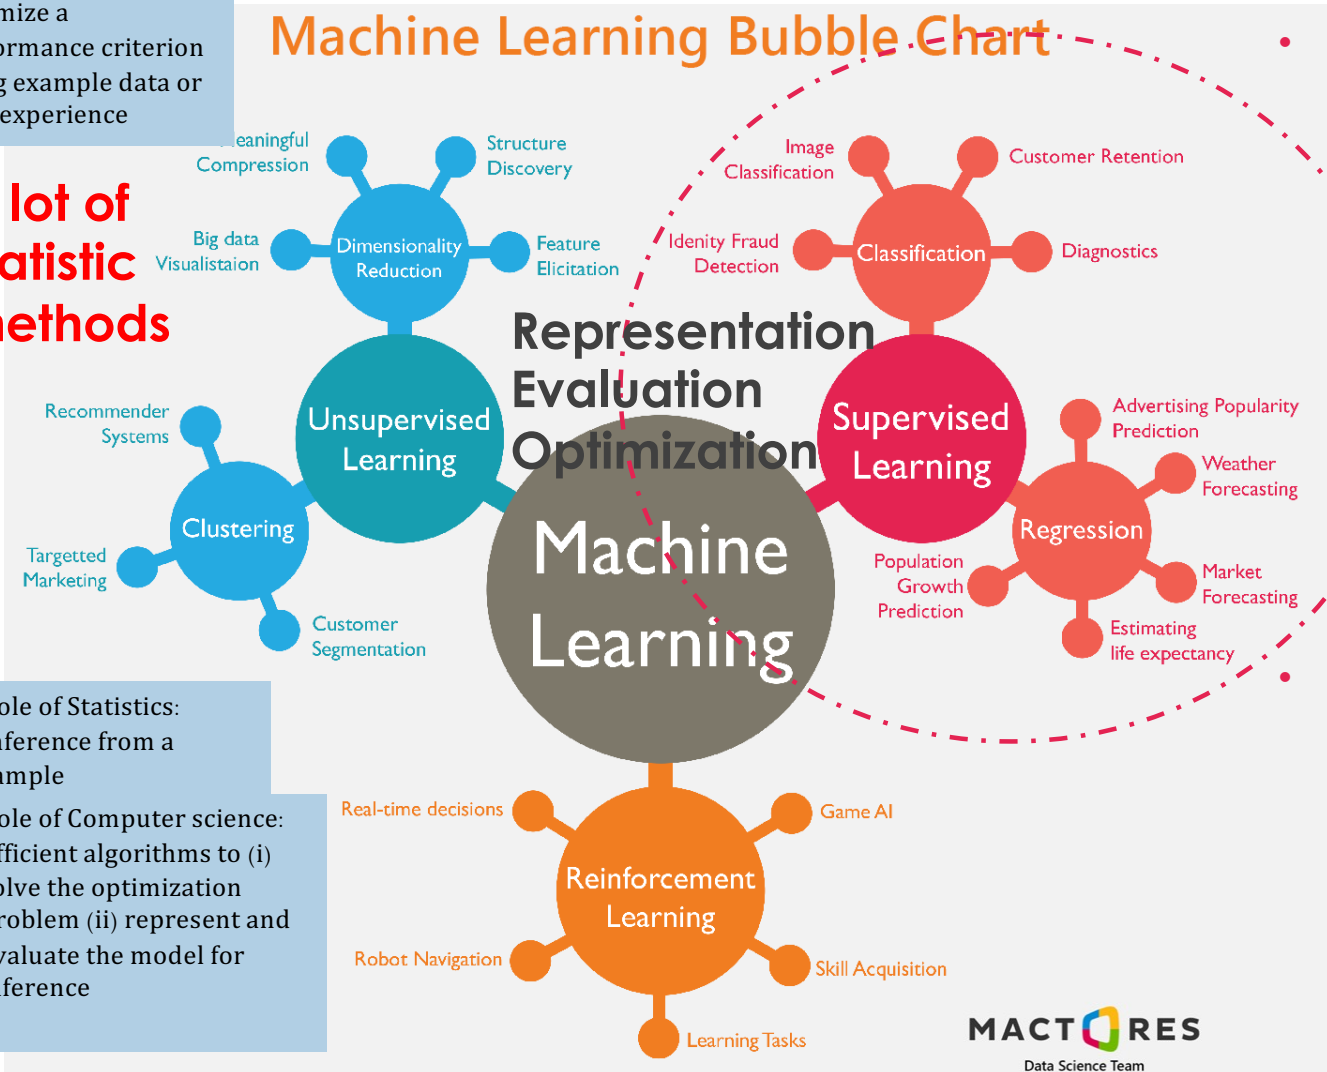 Machine Learning Bubble Chart
mize a
ormance criterion
g example data or
experience
lot of
atistic
nethods
eaningful
Compression
Structure
Discovery
Big data
Visualistaion
Dimensionality
Reduction
Feature
Elicitation
Image
Classification
Customer Retention
Idenity Fraud
Detection
Classification
Diagnostics
Representation
Evaluation
Optimization
Unsupervised
Learning
Supervised
Learning
Recommender
Systems
Clustering
Targetted
Marketing
Customer
Segmentation
Advertising Popularity
Prediction
Weather
Forecasting
Regression
Population
Growth
Prediction
Market
Forecasting
Estimating
life expectancy
Machine
Learning
ole of Statistics:
nference from a
ample
ole of Computer science:
fficient algorithms to (i)
olve the optimization
roblem (ii) represent and
valuate the model for
nference
Real-time decisions
Game AI
Reinforcement
Learning
Robot Navigation
Skill Acquisition
Learning Tasks
MACTORES
Data Science Team